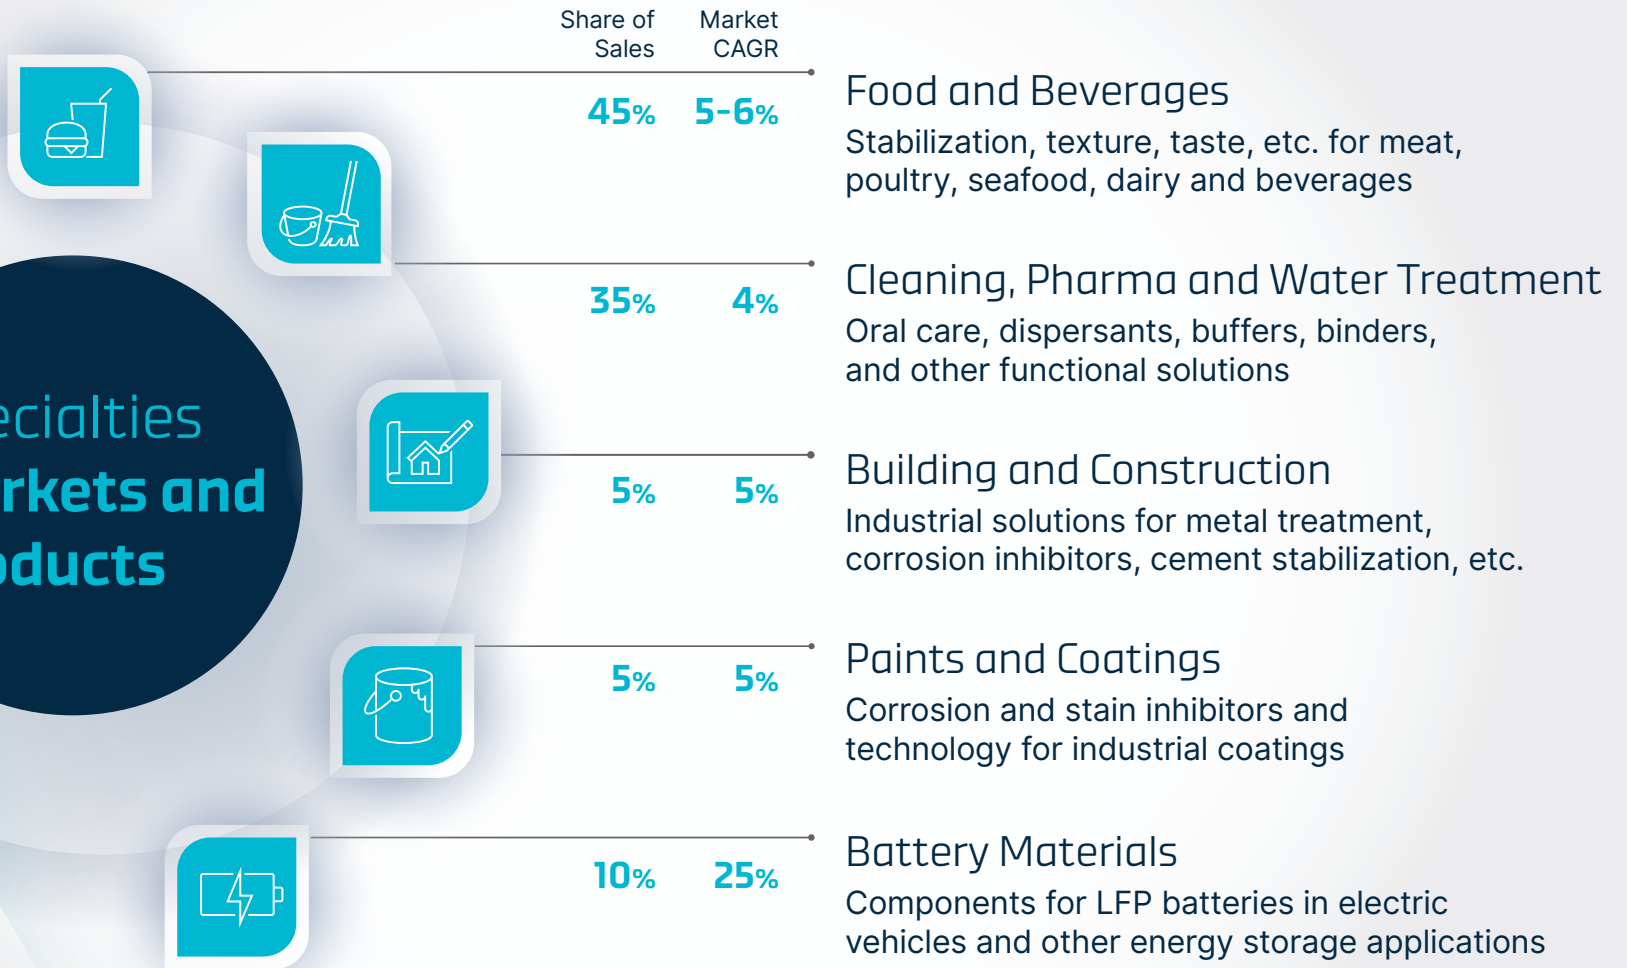 Share of Market
Sales CAGR
45% 5-6%
Food and Beverages
Stabilization, texture, taste, etc. for meat,
poultry, seafood, dairy and beverages
35% 4%
Cleaning, Pharma and Water Treatment
Oral care, dispersants, buffers, binders,
and other functional solutions
ecialties
rkets and
oducts
5% 5%
Building and Construction
Industrial solutions for metal treatment,
corrosion inhibitors, cement stabilization, etc.
5% 5%
Paints and Coatings
Corrosion and stain inhibitors and
technology for industrial coatings
10% 25%
Battery Materials
Components for LFP batteries in electric
vehicles and other energy storage applications